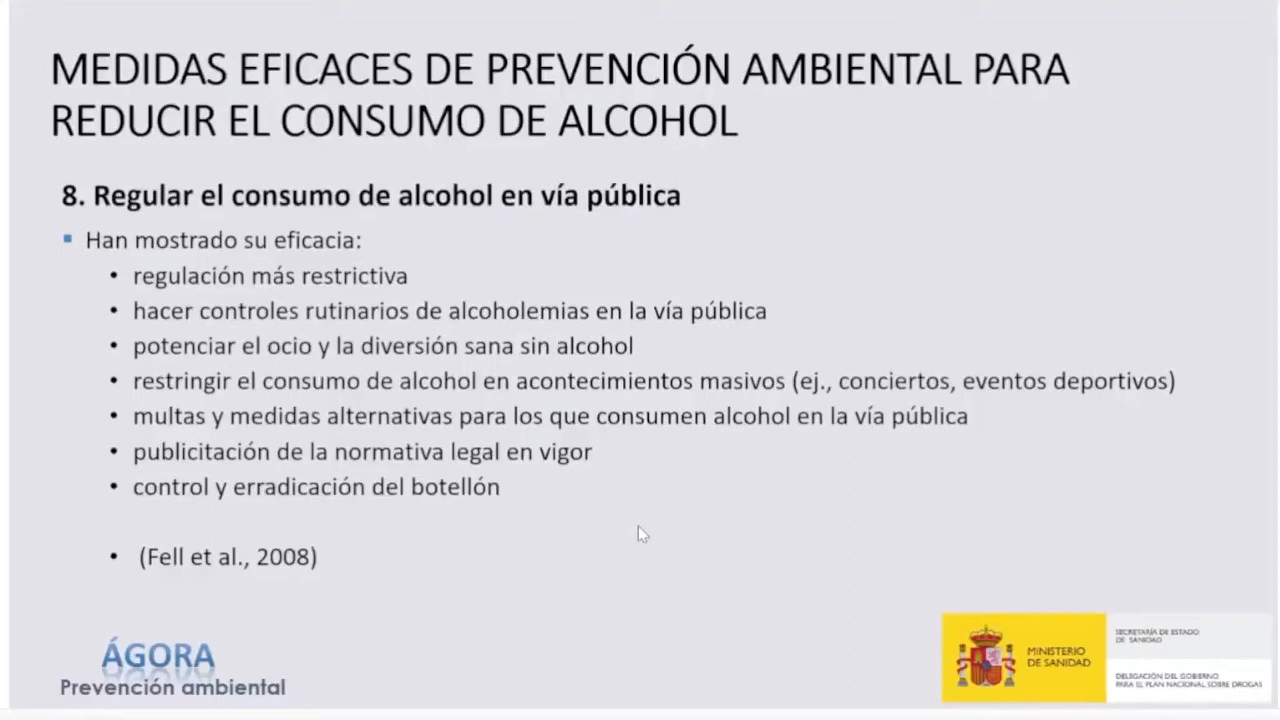 MEDIDAS EFICACES DE PREVENCIÓN AMBIENTAL PARA
REDUCIR EL CONSUMO DE ALCOHOL
8. Regular el consumo de alcohol en vía pública
▪ Han mostrado su eficacia:
• regulación más restrictiva
• hacer controles rutinarios de alcoholemias en la vía pública
• potenciar el ocio y la diversión sana sin alcohol
• restringir el consumo de alcohol en acontecimientos masivos (ej., conciertos, eventos deportivos)
• multas y medidas alternativas para los que consumen alcohol en la vía pública
• publicitación de la normativa legal en vigor
• control y erradicación del botellón
• (Fell et al., 2008)
ÁGORA
Prevención ambiental
MINISTERIO
DE SANIDAD
SECRETARÍA DE ESTADO
DE SANIDAD
DELEGACIÓN DEL GOBIERNO
PARA EL PLAN NACIONAL SOBRE DROGAS